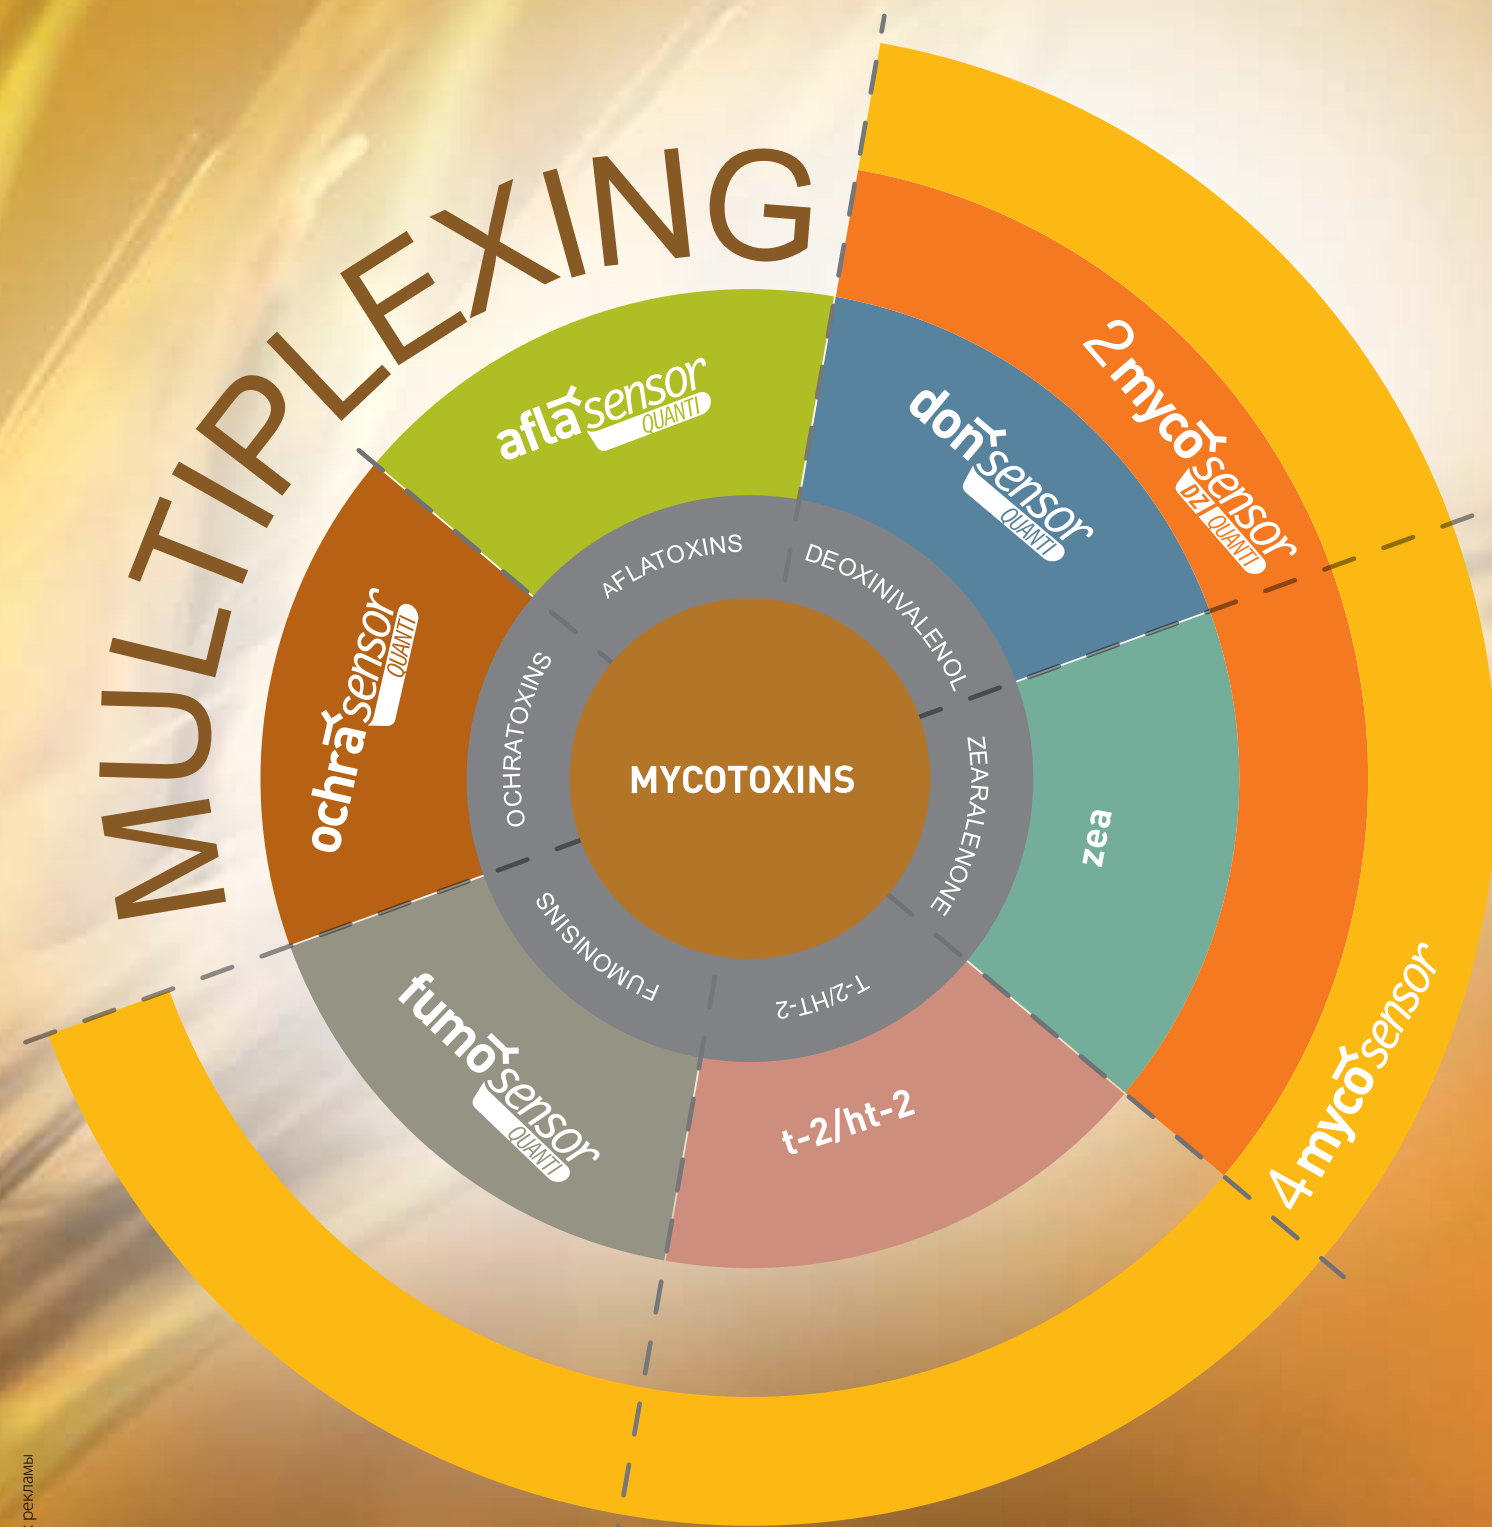 MULTIPLEXING
MYCOTOXINS
AFLATOXINS
DEOXINIVALENOL
ZEARALENONE
T-2/HT-2
FUMONISINS
OCHRATOXINS
aflasensor
QUANTI
donsensor
QUANTI
zea
t-2/ht-2
fumosensor
QUANTI
ochrasensor
QUANTI
2mycosensor
DZ QUANTI
4mycosensor
рекламы